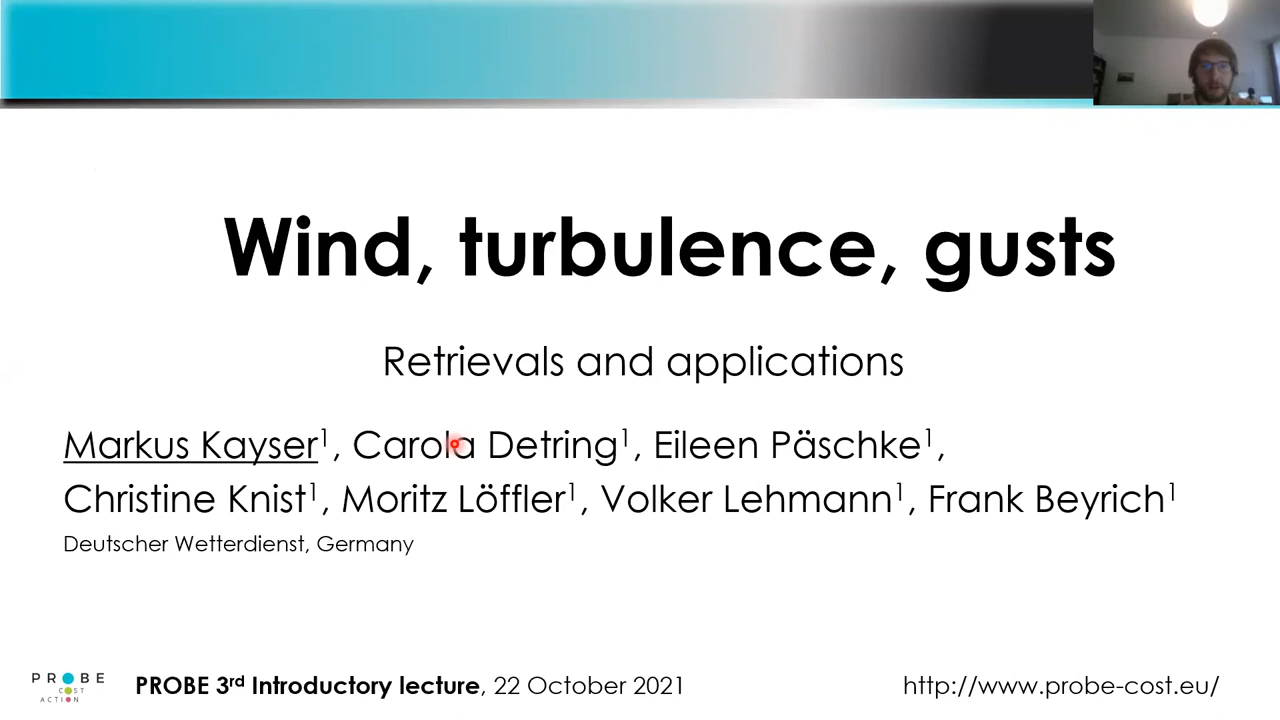 Wind, turbulence, gusts
Retrievals and applications
Markus Kayser¹, Carola Detring¹, Eileen Päschke¹,
Christine Knist¹, Moritz Löffler¹, Volker Lehmann¹, Frank Beyrich¹
Deutscher Wetterdienst, Germany
PROBE
COST
ACTION
PROBE 3rd Introductory lecture, 22 October 2021
http://www.probe-cost.eu/